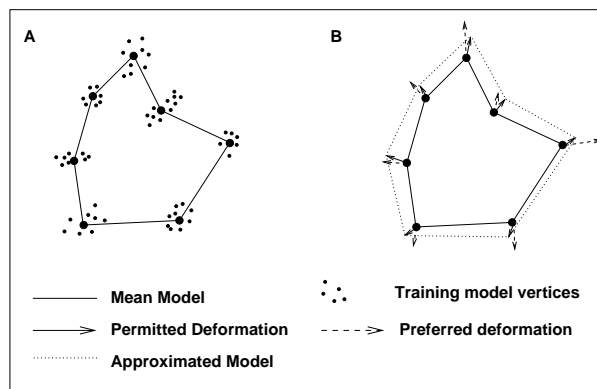 A
B
Mean Model
Training model vertices
Permitted Deformation
Preferred deformation
Approximated Model